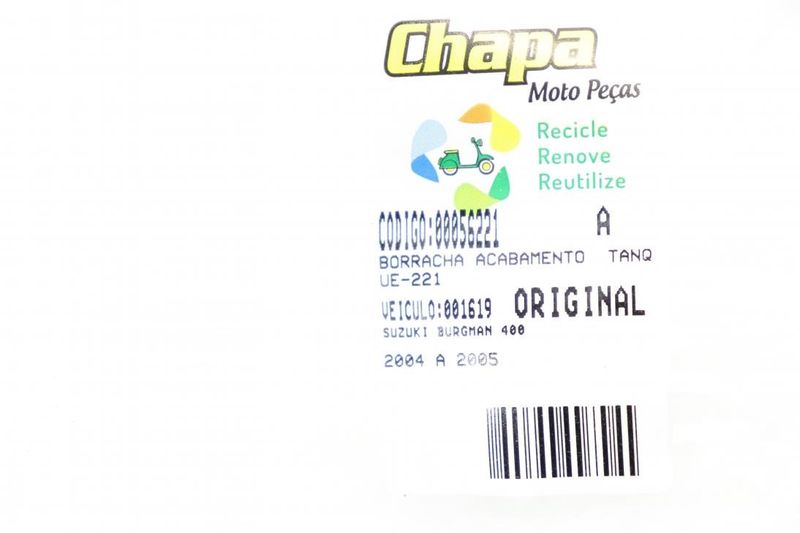 Chapa
Moto Peças
Recicle
Renove
Reutilize
CODIGO:00056221 A
BORRACHA ACABAMENTO TANQ
UE-221
VEICULO:001619 ORIGINAL
SUZUKI BURGMAN 400
2004 A 2005